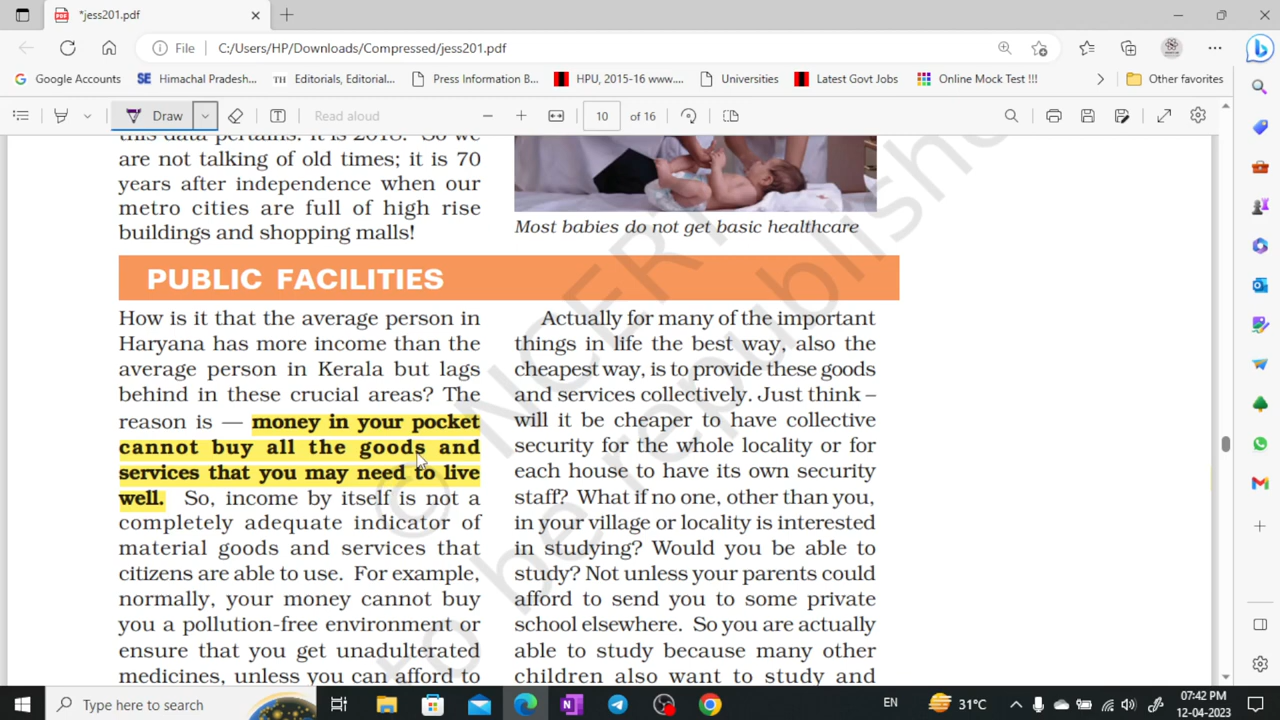 *jess201.pdf
File
C:/Users/HP/Downloads/Compressed/jess201.pdf
Google Accounts
SE Himachal Pradesh...
TH Editorials, Editorial...
Press Information B...
HPU, 2015-16 www....
Universities
Latest Govt Jobs
Online Mock Test !!!
Other favorites
Draw
Read aloud
10 of 16
this data pertains. It is 2018. So we
are not talking of old times; it is 70
years after independence when our
metro cities are full of high rise
buildings and shopping malls!
Most babies do not get basic healthcare
PUBLIC FACILITIES
How is it that the average person in
Haryana has more income than the
average person in Kerala but lags
behind in these crucial areas? The
reason is — money in your pocket
cannot buy all the goods and
services that you may need to live
well. So, income by itself is not a
completely adequate indicator of
material goods and services that
citizens are able to use. For example,
normally, your money cannot buy
you a pollution-free environment or
ensure that you get unadulterated
medicines, unless you can afford to
Actually for many of the important
things in life the best way, also the
cheapest way, is to provide these goods
and services collectively. Just think –
will it be cheaper to have collective
security for the whole locality or for
each house to have its own security
staff? What if no one, other than you,
in your village or locality is interested
in studying? Would you be able to
study? Not unless your parents could
afford to send you to some private
school elsewhere. So you are actually
able to study because many other
children also want to study and
© NCERT
to be republish
Type here to search
EN
31°C
07:42 PM
12-04-2023